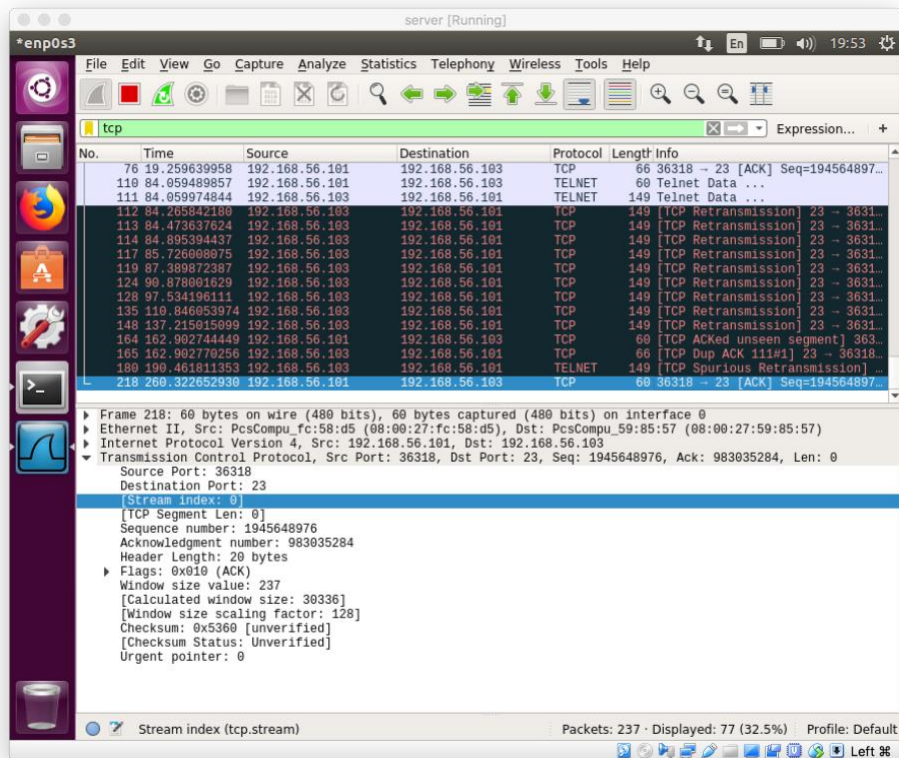 server [Running]
*enp0s3 En 19:53
File Edit View Go Capture Analyze Statistics Telephony Wireless Tools Help
tcp Expression... +
No. Time Source Destination Protocol Length Info
76 19.259639958 192.168.56.101 192.168.56.103 TCP 66 36318 → 23 [ACK] Seq=194564897…
110 84.059489857 192.168.56.101 192.168.56.103 TELNET 60 Telnet Data ...
111 84.059974844 192.168.56.103 192.168.56.101 TELNET 149 Telnet Data ...
112 84.265842180 192.168.56.103 192.168.56.101 TCP 149 [TCP Retransmission] 23 → 3631…
113 84.473637624 192.168.56.103 192.168.56.101 TCP 149 [TCP Retransmission] 23 → 3631…
114 84.895394437 192.168.56.103 192.168.56.101 TCP 149 [TCP Retransmission] 23 → 3631…
117 85.726008075 192.168.56.103 192.168.56.101 TCP 149 [TCP Retransmission] 23 → 3631…
119 87.389872387 192.168.56.103 192.168.56.101 TCP 149 [TCP Retransmission] 23 → 3631…
124 90.878001629 192.168.56.103 192.168.56.101 TCP 149 [TCP Retransmission] 23 → 3631…
128 97.534196111 192.168.56.103 192.168.56.101 TCP 149 [TCP Retransmission] 23 → 3631…
135 110.846053974 192.168.56.103 192.168.56.101 TCP 149 [TCP Retransmission] 23 → 3631…
148 137.215015099 192.168.56.103 192.168.56.101 TCP 149 [TCP Retransmission] 23 → 3631…
164 162.902744449 192.168.56.101 192.168.56.103 TCP 60 [TCP ACKed unseen segment] 363…
165 162.902770256 192.168.56.103 192.168.56.101 TCP 66 [TCP Dup ACK 111#1] 23 → 36318…
180 190.461811353 192.168.56.103 192.168.56.101 TELNET 149 [TCP Spurious Retransmission] …
218 260.322652930 192.168.56.101 192.168.56.103 TCP 60 36318 → 23 [ACK] Seq=194564897…
Frame 218: 60 bytes on wire (480 bits), 60 bytes captured (480 bits) on interface 0
Ethernet II, Src: PcsCompu_fc:58:d5 (08:00:27:fc:58:d5), Dst: PcsCompu_59:85:57 (08:00:27:59:85:57)
Internet Protocol Version 4, Src: 192.168.56.101, Dst: 192.168.56.103
Transmission Control Protocol, Src Port: 36318, Dst Port: 23, Seq: 1945648976, Ack: 983035284, Len: 0
Source Port: 36318
Destination Port: 23
[Stream index: 0]
[TCP Segment Len: 0]
Sequence number: 1945648976
Acknowledgment number: 983035284
Header Length: 20 bytes
Flags: 0x010 (ACK)
Window size value: 237
[Calculated window size: 30336]
[Window size scaling factor: 128]
Checksum: 0x5360 [unverified]
[Checksum Status: Unverified]
Urgent pointer: 0
Stream index (tcp.stream) Packets: 237 · Displayed: 77 (32.5%) Profile: Default
Left ⌘